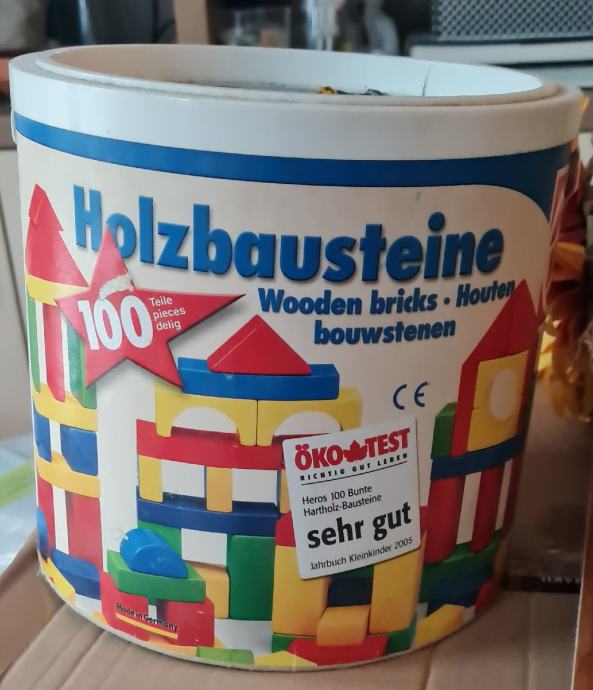 Holzbausteine
Wooden bricks • Houten
bouwstenen
100
Teile
pieces
delig
CE
ÖKO TEST
RICHTIG GUT LEBEN
Heros 100 Bunte
Hartholz-Bausteine
sehr gut
Jahrbuch Kleinkinder 2005
Made in Germany